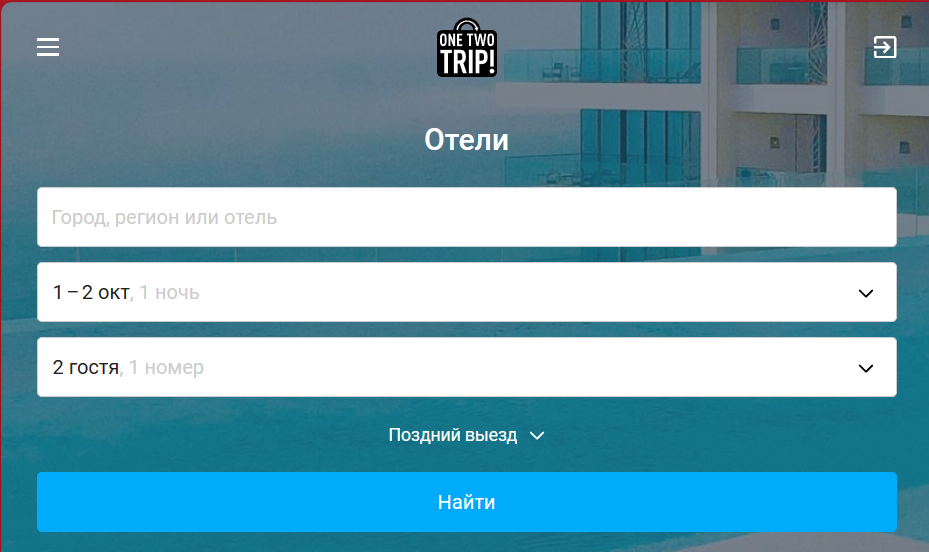 ONE TWO
TRIP!
Отели
Город, регион или отель
1 – 2 окт, 1 ночь
2 гостя, 1 номер
Поздний выезд
Найти